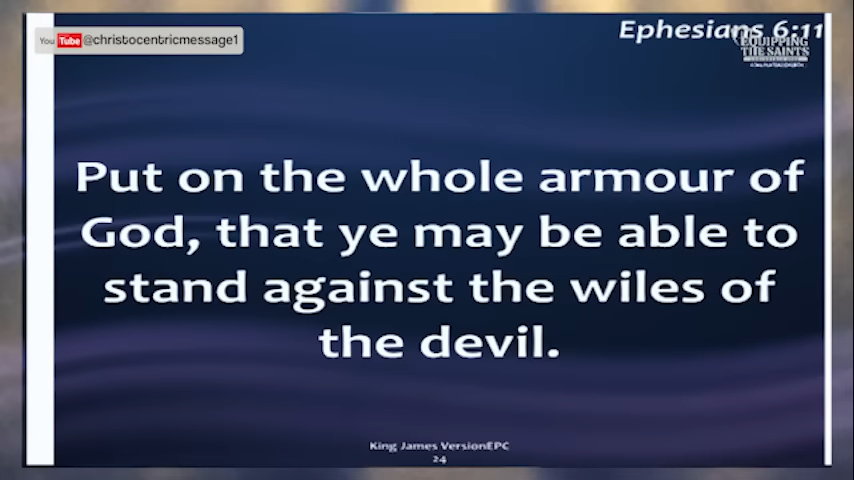 Ephesians 6:11
You Tube @christocentricmessage1
EQUIPPING
THE SAINTS
Put on the whole armour of
God, that ye may be able to
stand against the wiles of
the devil.
King James VersionEPC
24